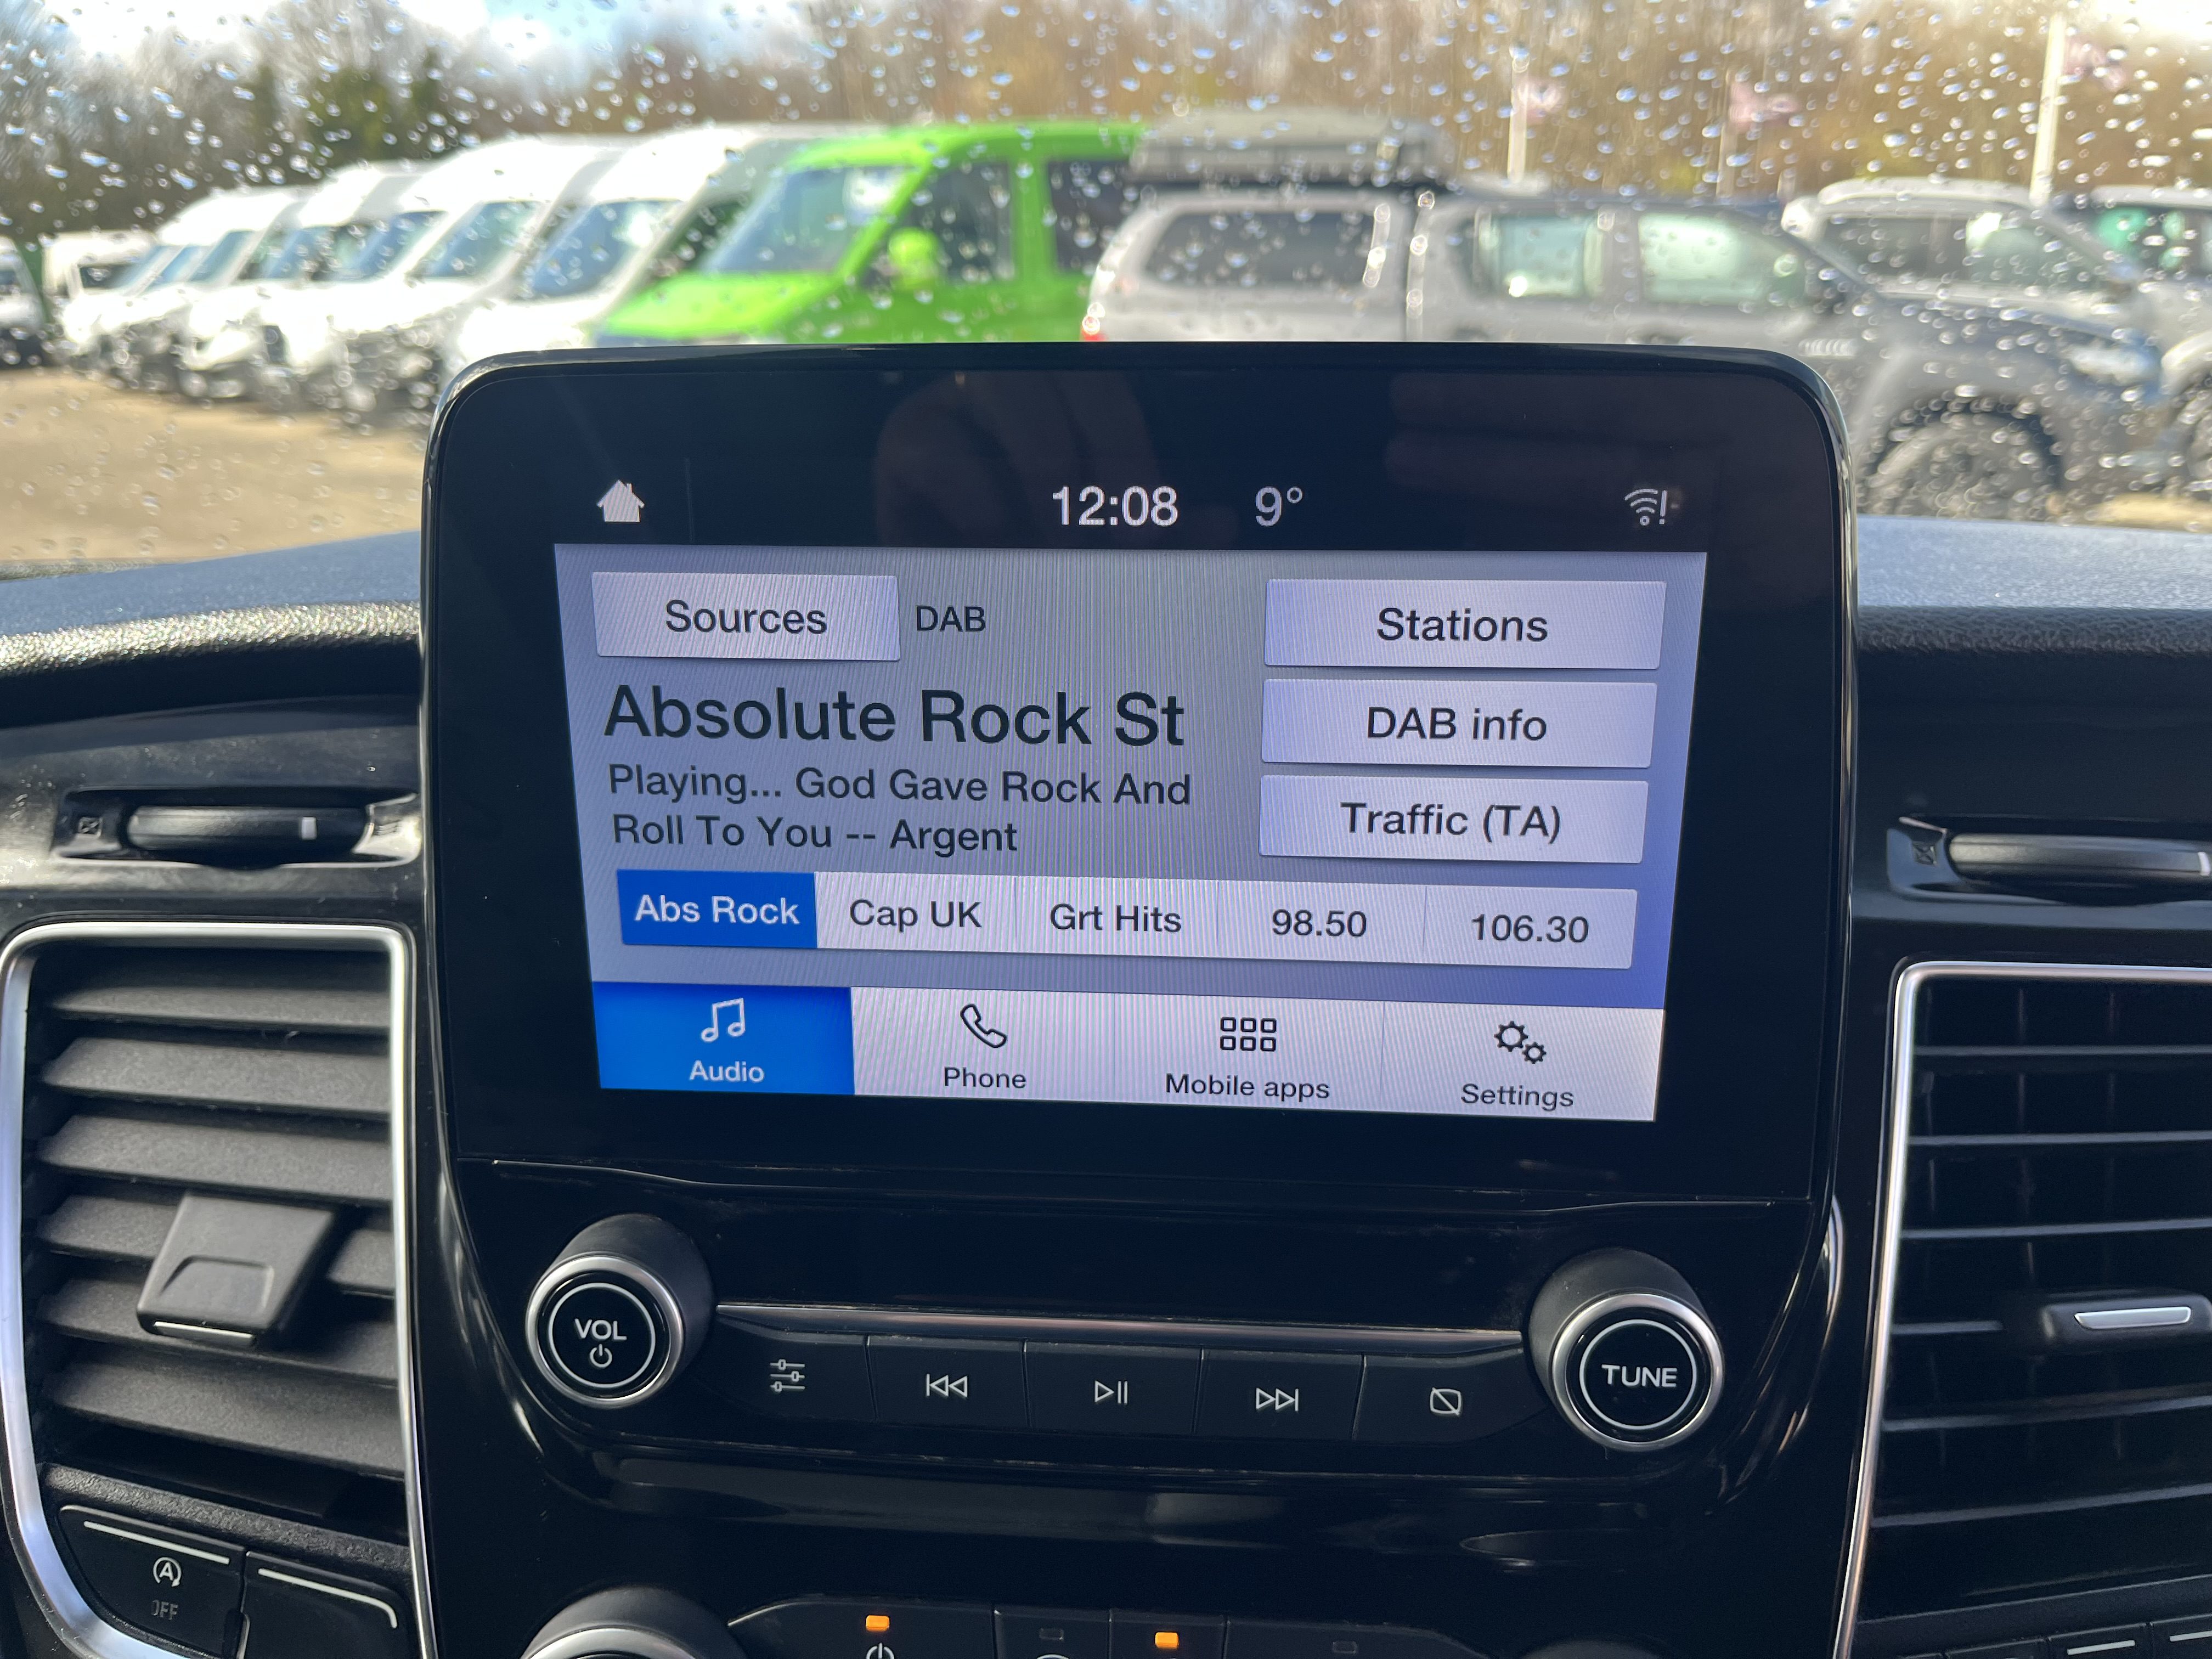 12:08 9°
Sources DAB Stations
Absolute Rock St
DAB info
Playing... God Gave Rock And
Roll To You -- Argent
Traffic (TA)
Abs Rock Cap UK Grt Hits 98.50 106.30
Audio Phone Mobile apps Settings
VOL
TUNE
A
OFF